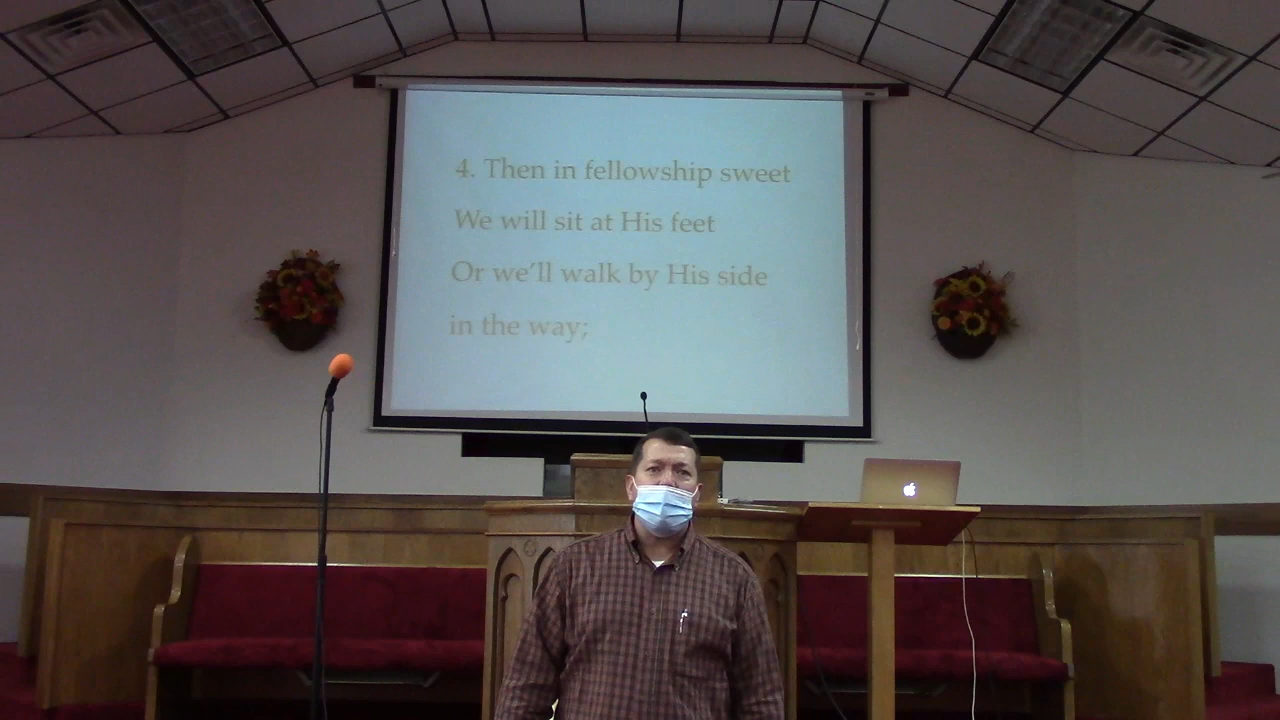 4. Then in fellowship sweet
We will sit at His feet
Or we'll walk by His side
in the way;